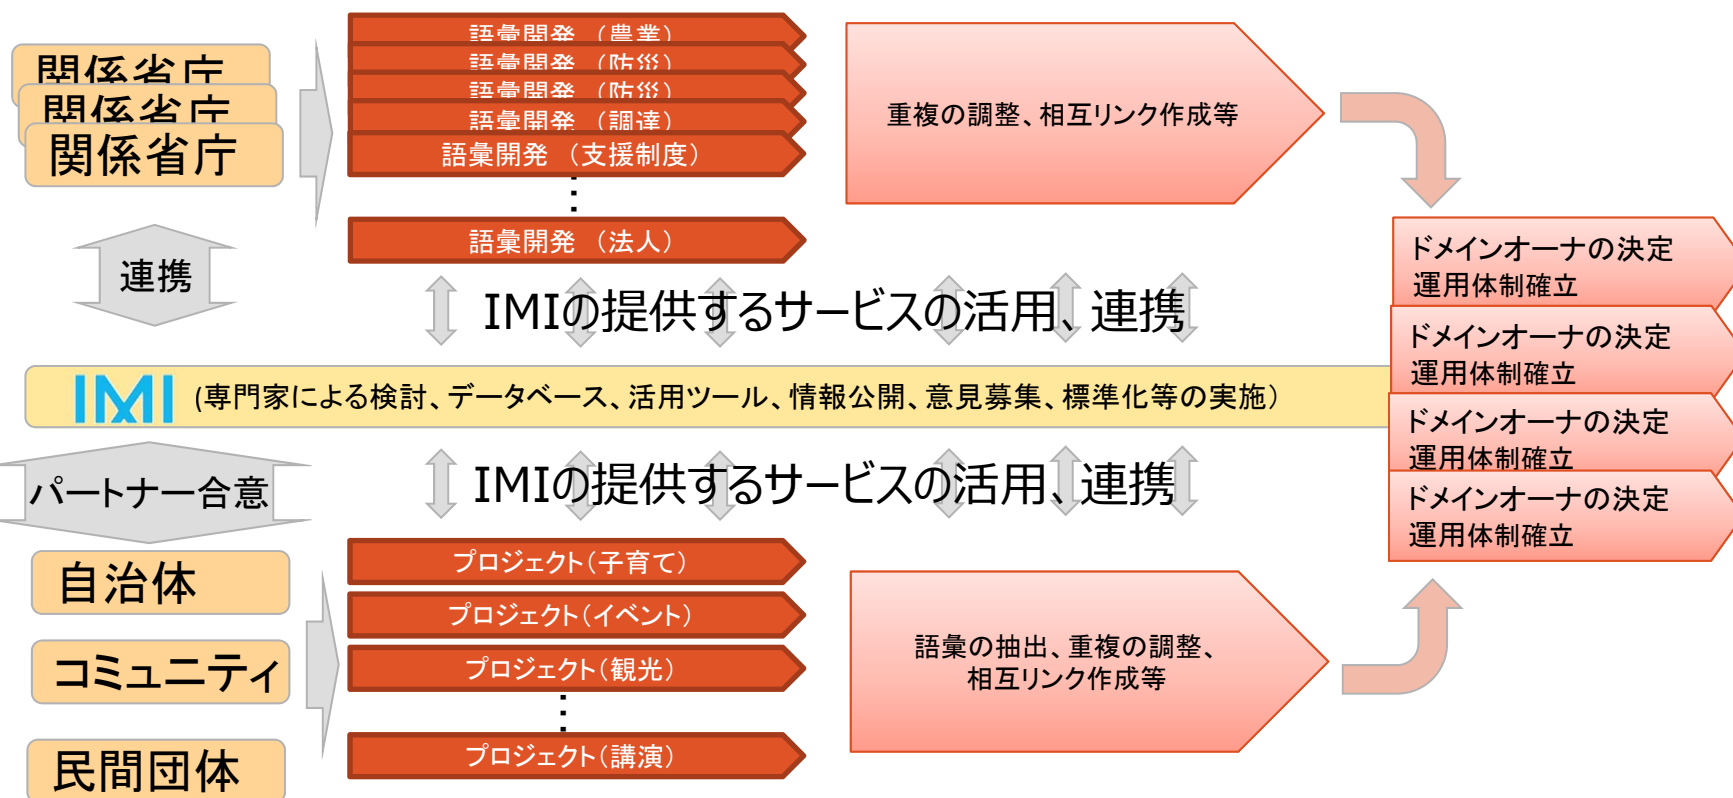 関係省庁
関係省庁
関係省庁
語彙開発 (農業)
語彙開発 (防災)
語彙開発 (防災)
語彙開発 (調達)
語彙開発 (支援制度)
⋮
語彙開発 (法人)
重複の調整、相互リンク作成等
連携
IMIの提供するサービスの活用、連携
IMI (専門家による検討、データベース、活用ツール、情報公開、意見募集、標準化等の実施)
パートナー合意
IMIの提供するサービスの活用、連携
自治体
コミュニティ
民間団体
プロジェクト(子育て)
プロジェクト(イベント)
プロジェクト(観光)
⋮
プロジェクト(講演)
語彙の抽出、重複の調整、
相互リンク作成等
ドメインオーナの決定
運用体制確立
ドメインオーナの決定
運用体制確立
ドメインオーナの決定
運用体制確立
ドメインオーナの決定
運用体制確立